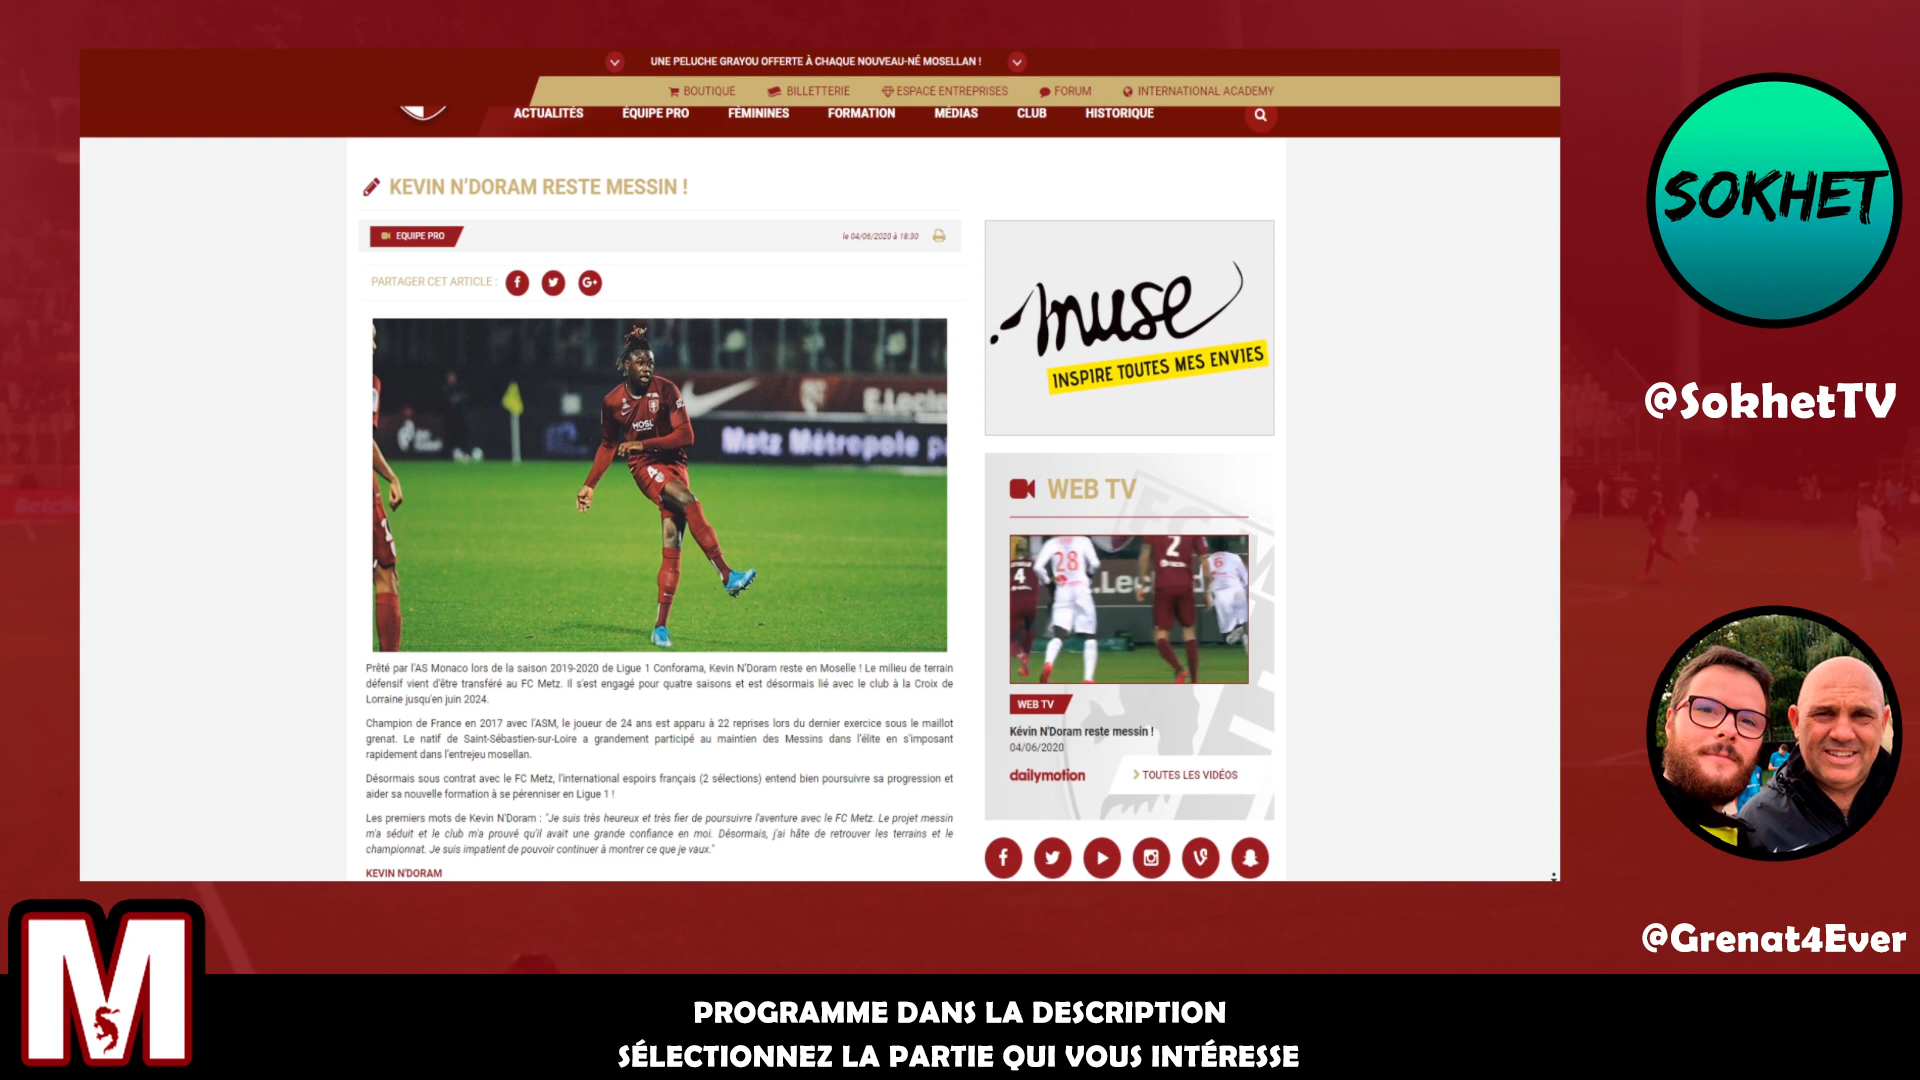 UNE PELUCHE GRAYOU OFFERTE À CHAQUE NOUVEAU-NÉ MOSELLAN !
BOUTIQUE BILLETTERIE ESPACE ENTREPRISES FORUM INTERNATIONAL ACADEMY
ACTUALITÉS ÉQUIPE PRO FÉMININES FORMATION MÉDIAS CLUB HISTORIQUE
KEVIN N'DORAM RESTE MESSIN !
EQUIPE PRO
le 04/06/2020 à 18:30
PARTAGER CET ARTICLE :
E.Lecle
HOSL
Metz Métropole p
4
Prêté par l'AS Monaco lors de la saison 2019-2020 de Ligue 1 Conforama, Kevin N'Doram reste en Moselle ! Le milieu de terrain
défensif vient d'être transféré au FC Metz. Il s'est engagé pour quatre saisons et est désormais lié avec le club à la Croix de
Lorraine jusqu'en juin 2024.
Champion de France en 2017 avec l'ASM, le joueur de 24 ans est apparu à 22 reprises lors du dernier exercice sous le maillot
grenat. Le natif de Saint-Sébastien-sur-Loire a grandement participé au maintien des Messins dans l'élite en s'imposant
rapidement dans l'entrejeu mosellan.
Désormais sous contrat avec le FC Metz, l'international espoirs français (2 sélections) entend bien poursuivre sa progression et
aider sa nouvelle formation à se pérenniser en Ligue 1 !
Les premiers mots de Kevin N'Doram : "Je suis très heureux et très fier de poursuivre l'aventure avec le FC Metz. Le projet messin
m'a séduit et le club m'a prouvé qu'il avait une grande confiance en moi. Désormais, j'ai hâte de retrouver les terrains et le
championnat. Je suis impatient de pouvoir continuer à montrer ce que je vaux."
KEVIN N'DORAM
muse
INSPIRE TOUTES MES ENVIES
WEB TV
4 28 2 6
.Lec d
WEB TV
Kévin N'Doram reste messin !
04/06/2020
dailymotion
TOUTES LES VIDÉOS
SOKHET
@SokhetTV
@Grenat4Ever
M
PROGRAMME DANS LA DESCRIPTION
SÉLECTIONNEZ LA PARTIE QUI VOUS INTÉRESSE